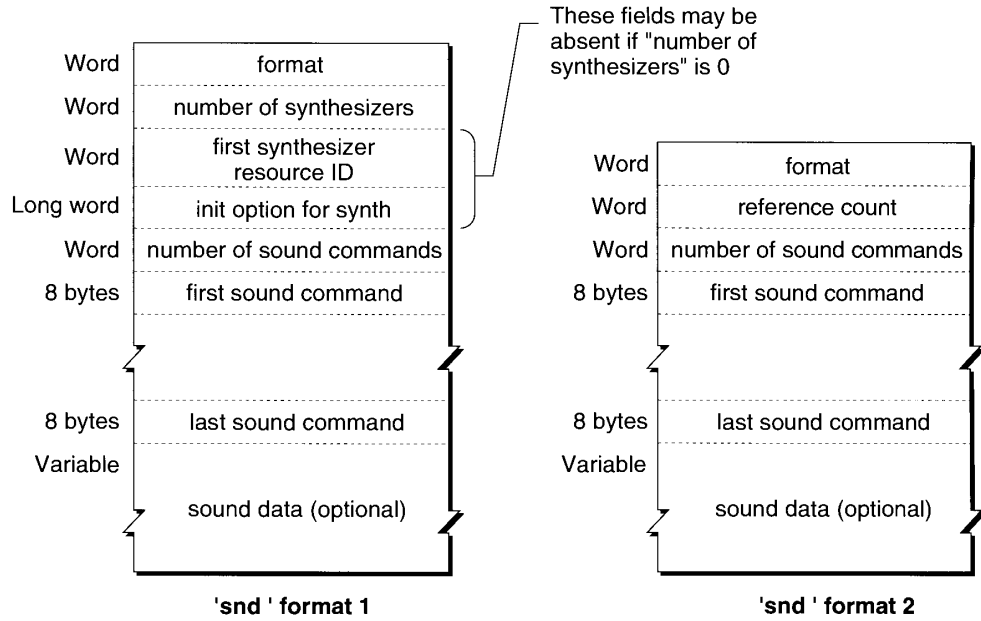 These fields may be
absent if "number of
synthesizers" is 0
Word format
Word number of synthesizers
Word first synthesizer
resource ID
Long word init option for synth
Word number of sound commands
8 bytes first sound command
8 bytes last sound command
Variable
sound data (optional)
'snd ' format 1
Word format
Word reference count
Word number of sound commands
8 bytes first sound command
8 bytes last sound command
Variable
sound data (optional)
'snd ' format 2